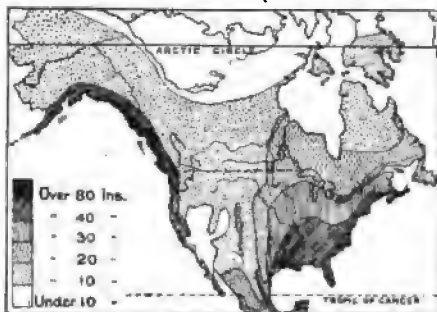 ARCTIC CIRCLE
Over 80 Ins.
" 40 "
" 30 "
" 20 "
" 10 "
Under 10 "
TROPIC OF CANCER